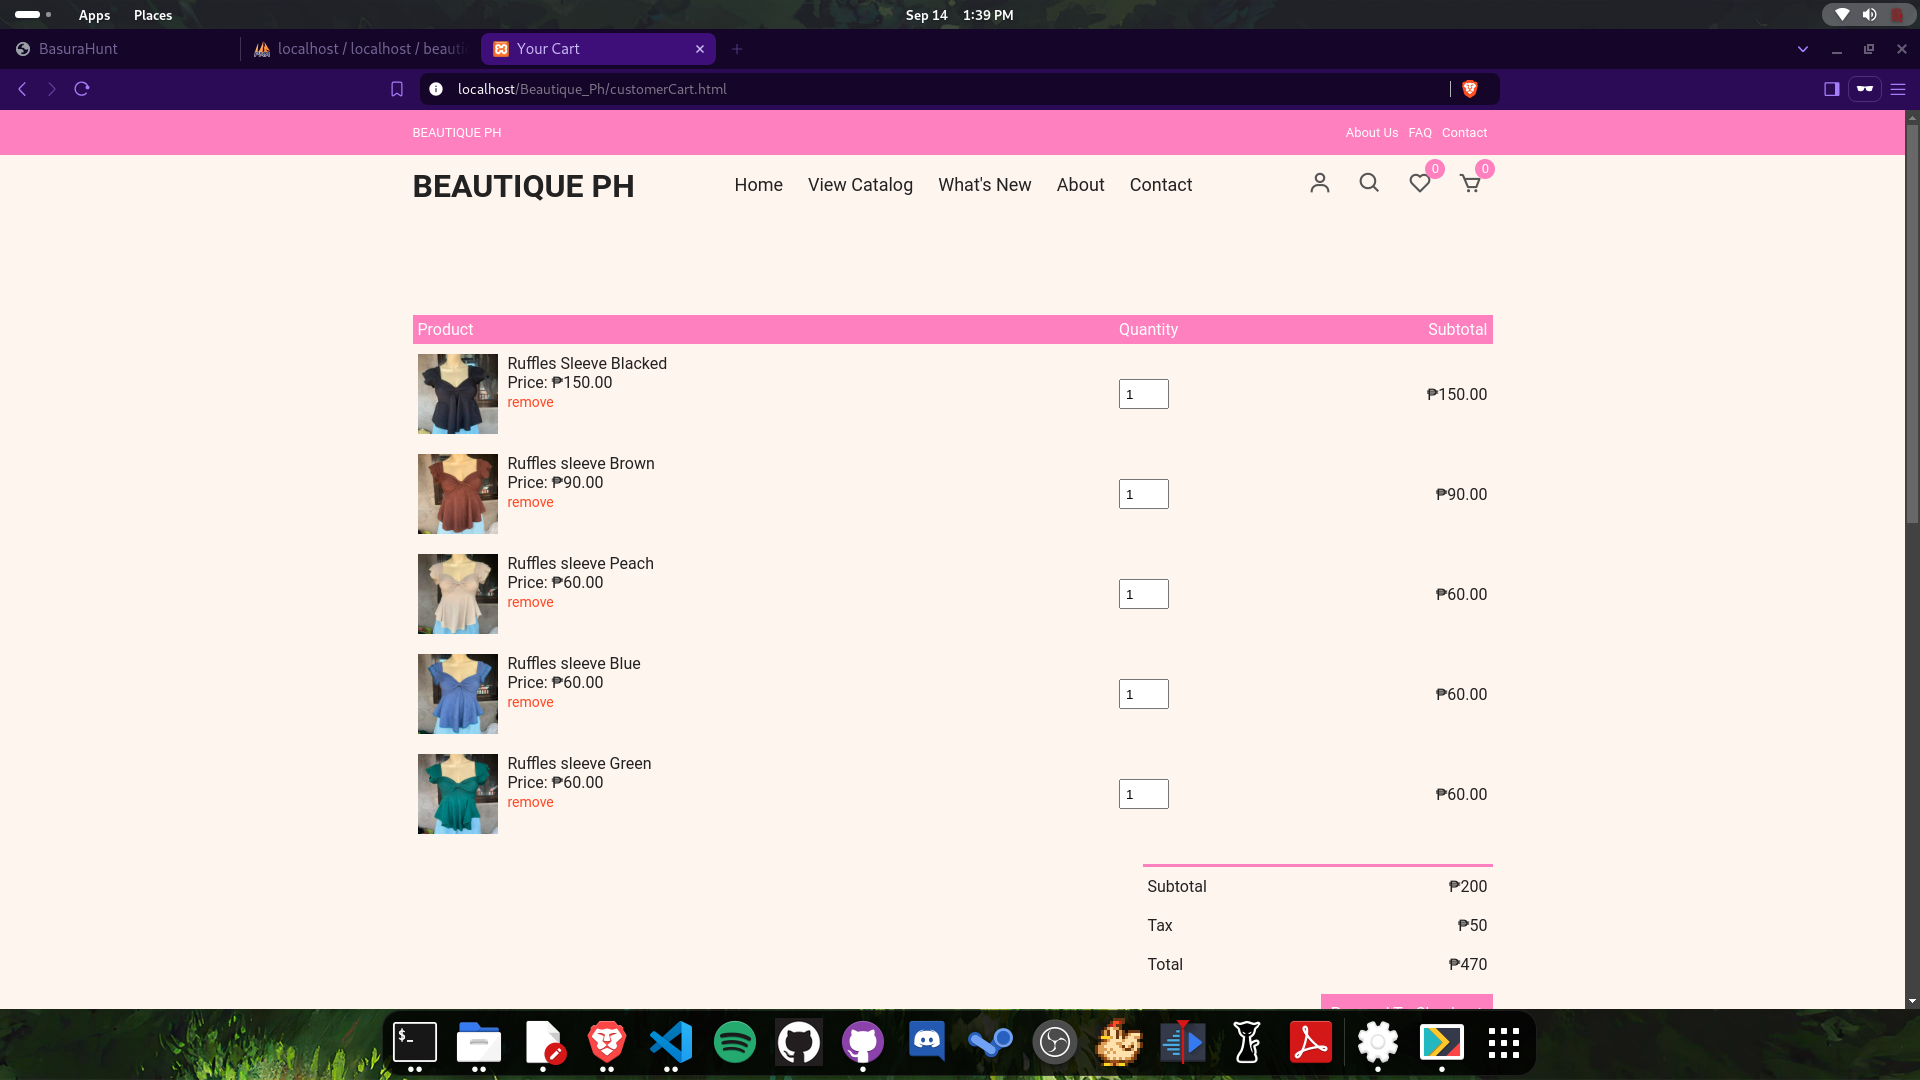 Apps Places Sep 14 1:39 PM
BasuraHunt localhost / localhost / beauti Your Cart
localhost/Beautique_Ph/customerCart.html
BEAUTIQUE PH About Us FAQ Contact
BEAUTIQUE PH Home View Catalog What's New About Contact 0 0
Product Quantity Subtotal
Ruffles Sleeve Blacked
Price: ₱150.00
remove
1 ₱150.00
Ruffles sleeve Brown
Price: ₱90.00
remove
1 ₱90.00
Ruffles sleeve Peach
Price: ₱60.00
remove
1 ₱60.00
Ruffles sleeve Blue
Price: ₱60.00
remove
1 ₱60.00
Ruffles sleeve Green
Price: ₱60.00
remove
1 ₱60.00
Subtotal ₱200
Tax ₱50
Total ₱470
$_